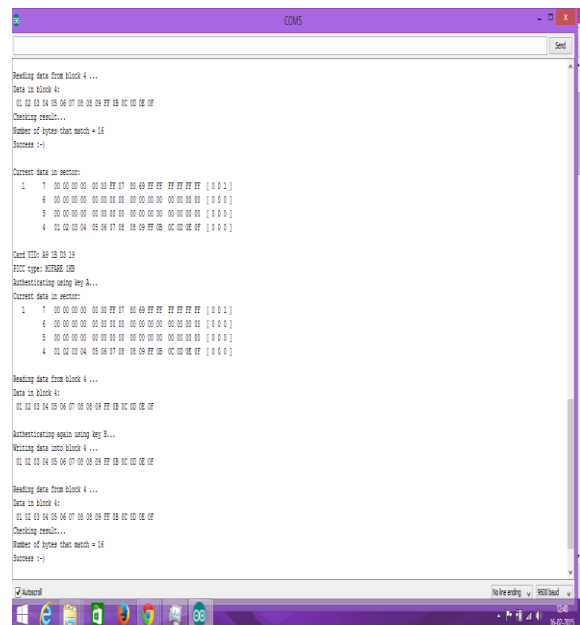 COM5
Send
Reading data from block 4 ...
Data in block 4:
01 02 03 04 05 06 07 08 08 09 FF 0B 0C 0D 0E 0F
Checking result...
Number of bytes that match = 16
Success :-)
Current data in sector:
1 7 00 00 00 00 00 00 FF 07 80 69 FF FF FF FF FF FF [ 0 0 1 ]
6 00 00 00 00 00 00 00 00 00 00 00 00 00 00 00 00 [ 0 0 0 ]
5 00 00 00 00 00 00 00 00 00 00 00 00 00 00 00 00 [ 0 0 0 ]
4 01 02 03 04 05 06 07 08 08 09 FF 0B 0C 0D 0E 0F [ 0 0 0 ]
Card UID: A9 1B D3 19
PICC type: MIFARE 1KB
Authenticating using key A...
Current data in sector:
1 7 00 00 00 00 00 00 FF 07 80 69 FF FF FF FF FF FF [ 0 0 1 ]
6 00 00 00 00 00 00 00 00 00 00 00 00 00 00 00 00 [ 0 0 0 ]
5 00 00 00 00 00 00 00 00 00 00 00 00 00 00 00 00 [ 0 0 0 ]
4 01 02 03 04 05 06 07 08 08 09 FF 0B 0C 0D 0E 0F [ 0 0 0 ]
Reading data from block 4 ...
Data in block 4:
01 02 03 04 05 06 07 08 08 09 FF 0B 0C 0D 0E 0F
Authenticating again using key B...
Writing data into block 4 ...
01 02 03 04 05 06 07 08 08 09 FF 0B 0C 0D 0E 0F
Reading data from block 4 ...
Data in block 4:
01 02 03 04 05 06 07 08 08 09 FF 0B 0C 0D 0E 0F
Checking result...
Number of bytes that match = 16
Success :-)
Autoscroll
No line ending
9600 baud
12:40
16-02-2015